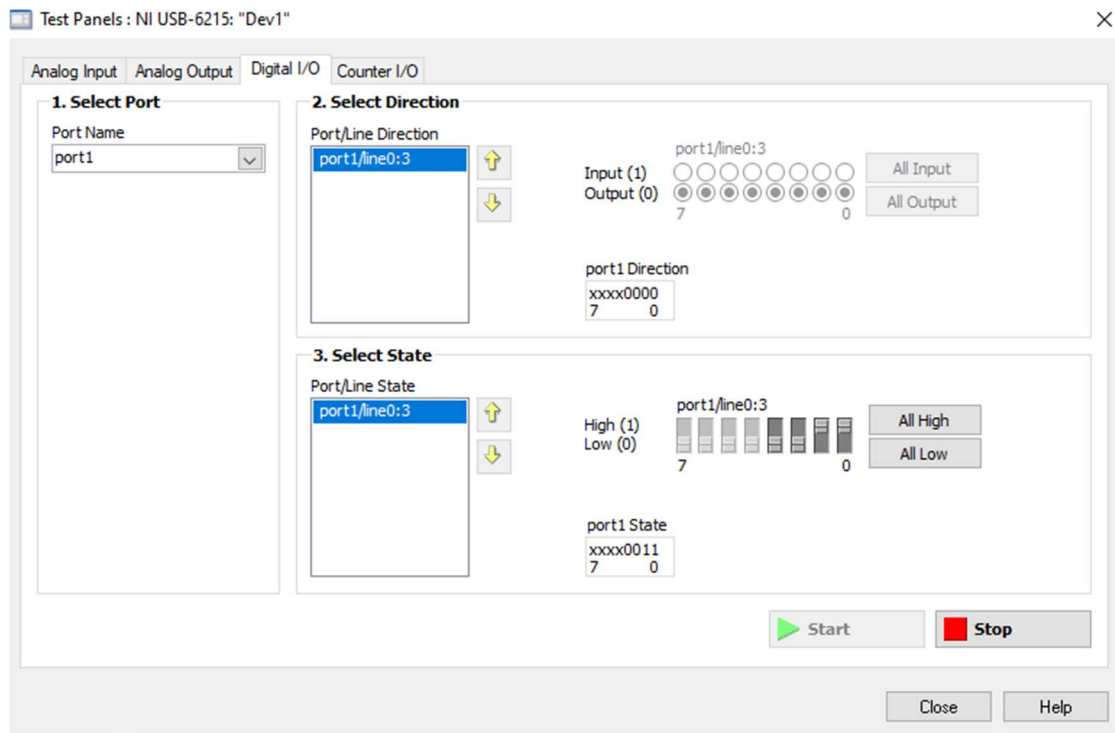 Test Panels : NI USB-6215: "Dev1"
Analog Input Analog Output Digital I/O Counter I/O
1. Select Port
Port Name
port1
2. Select Direction
Port/Line Direction
port1/line0:3
port1/line0:3
Input (1)
Output (0)
7 0
All Input
All Output
port1 Direction
xxxx0000
7 0
3. Select State
Port/Line State
port1/line0:3
port1/line0:3
High (1)
Low (0)
7 0
All High
All Low
port1 State
xxxx0011
7 0
Start Stop
Close Help